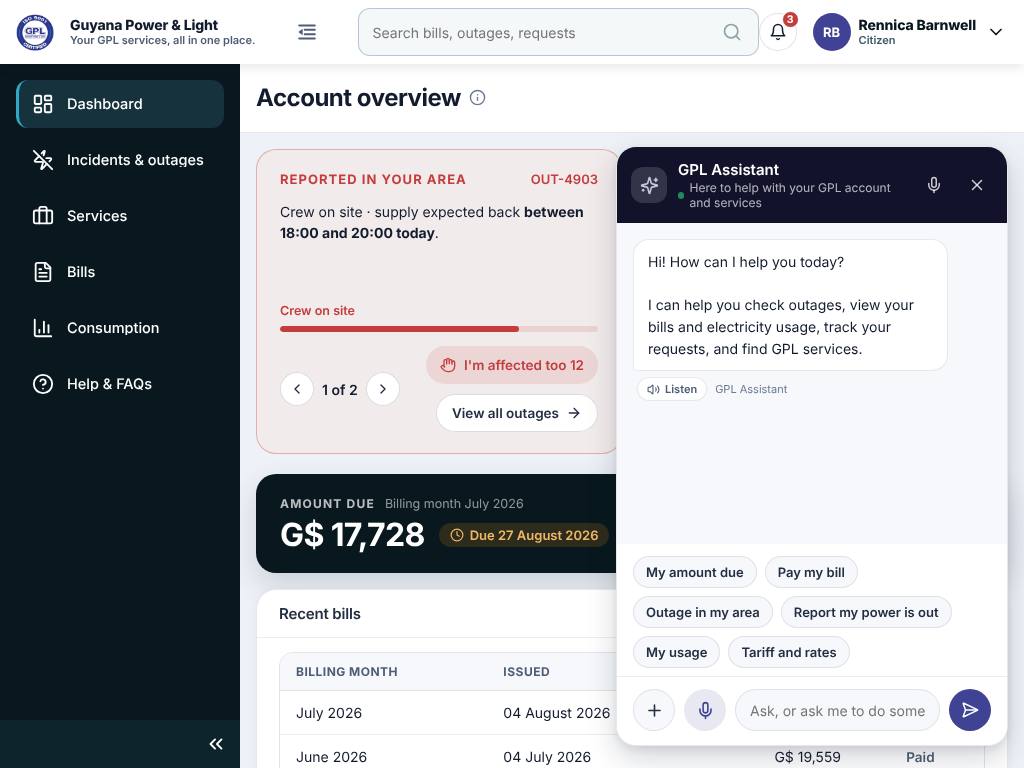 GPL
Guyana Power & Light
Your GPL services, all in one place.
Search bills, outages, requests
3
RB
Rennica Barnwell
Citizen
Dashboard
Incidents & outages
Services
Bills
Consumption
Help & FAQs
Account overview
REPORTED IN YOUR AREA
OUT-4903
Crew on site · supply expected back between
18:00 and 20:00 today.
Crew on site
I'm affected too 12
1 of 2
View all outages
AMOUNT DUE Billing month July 2026
G$ 17,728
Due 27 August 2026
Recent bills
BILLING MONTH
ISSUED
July 2026
04 August 2026
June 2026
04 July 2026
G$ 19,559
Paid
GPL Assistant
Here to help with your GPL account
and services
Hi! How can I help you today?
I can help you check outages, view your
bills and electricity usage, track your
requests, and find GPL services.
Listen
GPL Assistant
My amount due
Pay my bill
Outage in my area
Report my power is out
My usage
Tariff and rates
Ask, or ask me to do some